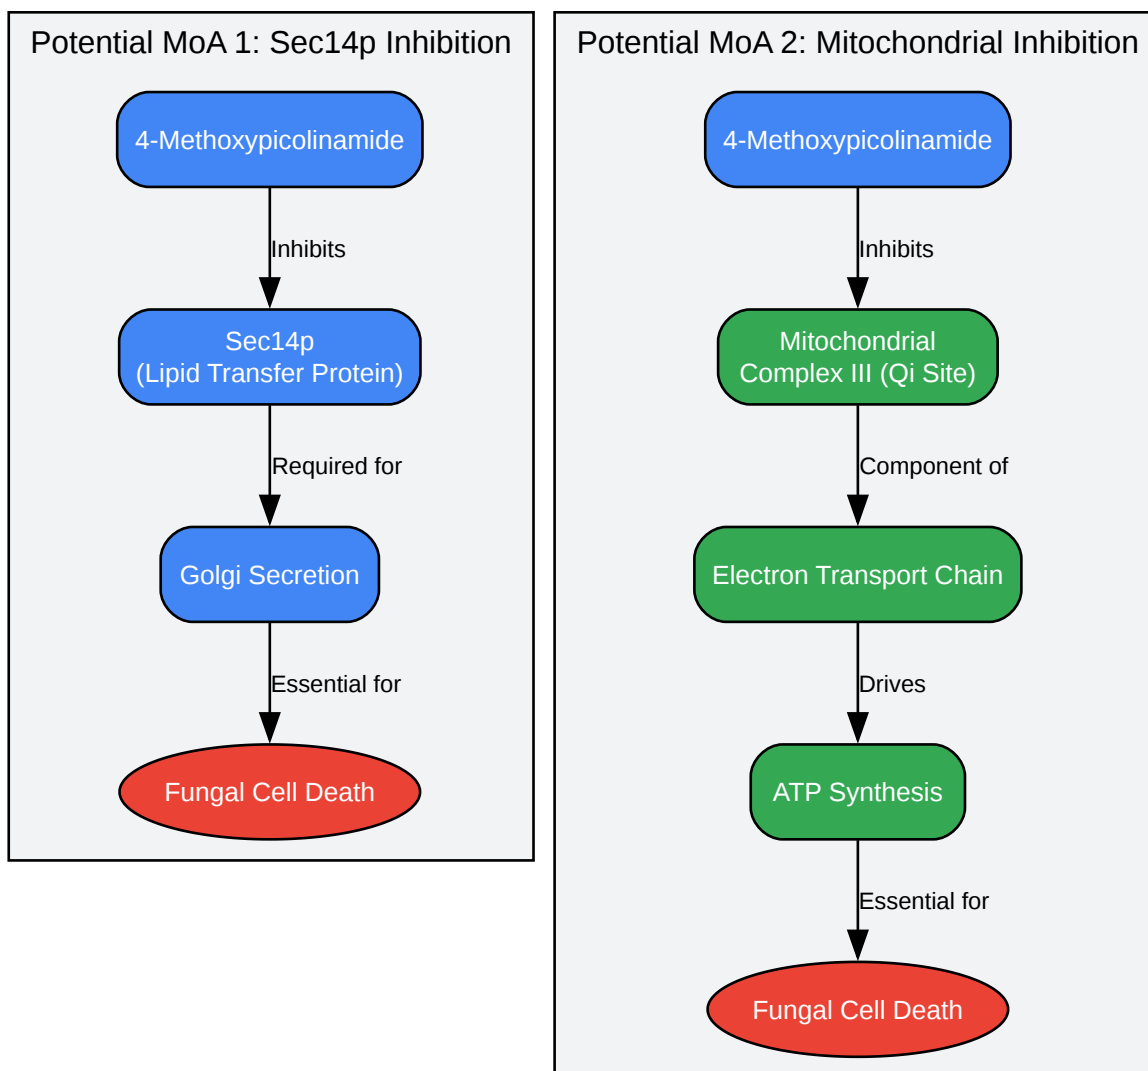 Potential MoA 1: Sec14p Inhibition
4-Methoxypicolinamide
Inhibits
Sec14p
(Lipid Transfer Protein)
Required for
Golgi Secretion
Essential for
Fungal Cell Death
Potential MoA 2: Mitochondrial Inhibition
4-Methoxypicolinamide
Inhibits
Mitochondrial
Complex III (Qi Site)
Component of
Electron Transport Chain
Drives
ATP Synthesis
Essential for
Fungal Cell Death